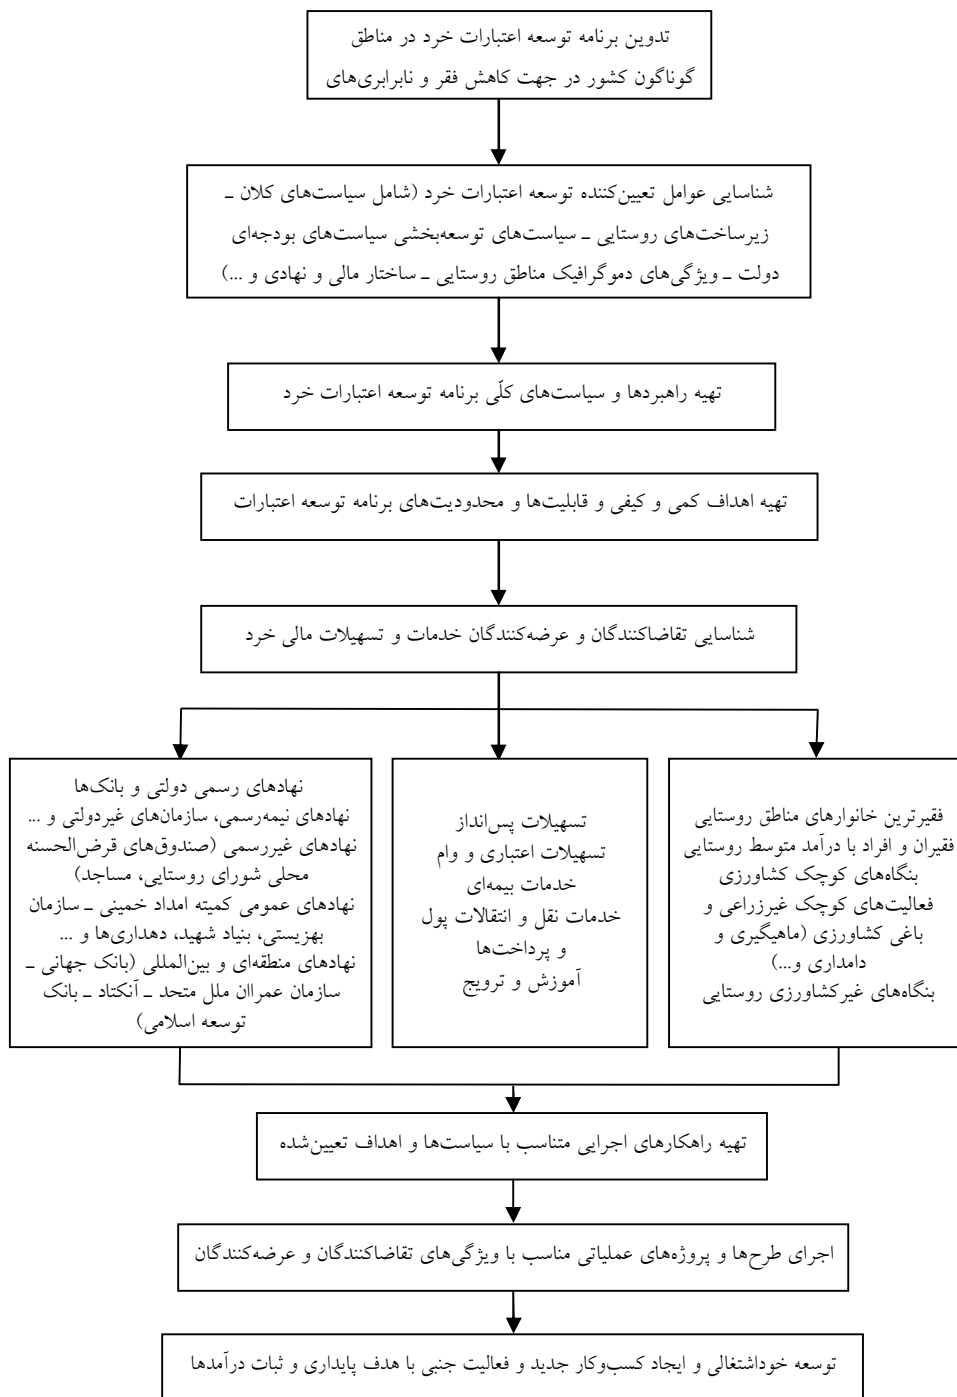 تدوین برنامه توسعه اعتبارات خرد در مناطق
گوناگون کشور در جهت کاهش فقر و نابرابری‌های
شناسایی عوامل تعیین‌کننده توسعه اعتبارات خرد (شامل سیاست‌های کلان ـ
زیرساخت‌های روستایی ـ سیاست‌های توسعه‌بخشی سیاست‌های بودجه‌ای
دولت ـ ویژگی‌های دموگرافیک مناطق روستایی ـ ساختار مالی و نهادی و ...)
تهیه راهبردها و سیاست‌های کلّی برنامه توسعه اعتبارات خرد
تهیه اهداف کمی و کیفی و قابلیت‌ها و محدودیت‌های برنامه توسعه اعتبارات
شناسایی تقاضاکنندگان و عرضه‌کنندگان خدمات و تسهیلات مالی خرد
فقیرترین خانوارهای مناطق روستایی
فقیران و افراد با درآمد متوسط روستایی
بنگاه‌های کوچک کشاورزی
فعالیت‌های کوچک غیرزراعی و
باغی کشاورزی (ماهیگیری و
دامداری و...)
بنگاه‌های غیرکشاورزی روستایی
تسهیلات پس‌انداز
تسهیلات اعتباری و وام
خدمات بیمه‌ای
خدمات نقل و انتقالات پول
و پرداخت‌ها
آموزش و ترویج
نهادهای رسمی دولتی و بانک‌ها
نهادهای نیمه‌رسمی، سازمان‌های غیردولتی و ...
نهادهای غیررسمی (صندوق‌های قرض‌الحسنه
محلی شورای روستایی، مساجد)
نهادهای عمومی کمیته امداد خمینی ـ سازمان
بهزیستی، بنیاد شهید، دهداری‌ها و ...
نهادهای منطقه‌ای و بین‌المللی (بانک جهانی ـ
سازمان عمراان ملل متحد ـ آنکتاد ـ بانک
توسعه اسلامی)
تهیه راهکارهای اجرایی متناسب با سیاست‌ها و اهداف تعیین‌شده
اجرای طرح‌ها و پروژه‌های عملیاتی مناسب با ویژگی‌های تقاضاکنندگان و عرضه‌کنندگان
توسعه خوداشتغالی و ایجاد کسب‌وکار جدید و فعالیت جنبی با هدف پایداری و ثبات درآمدها